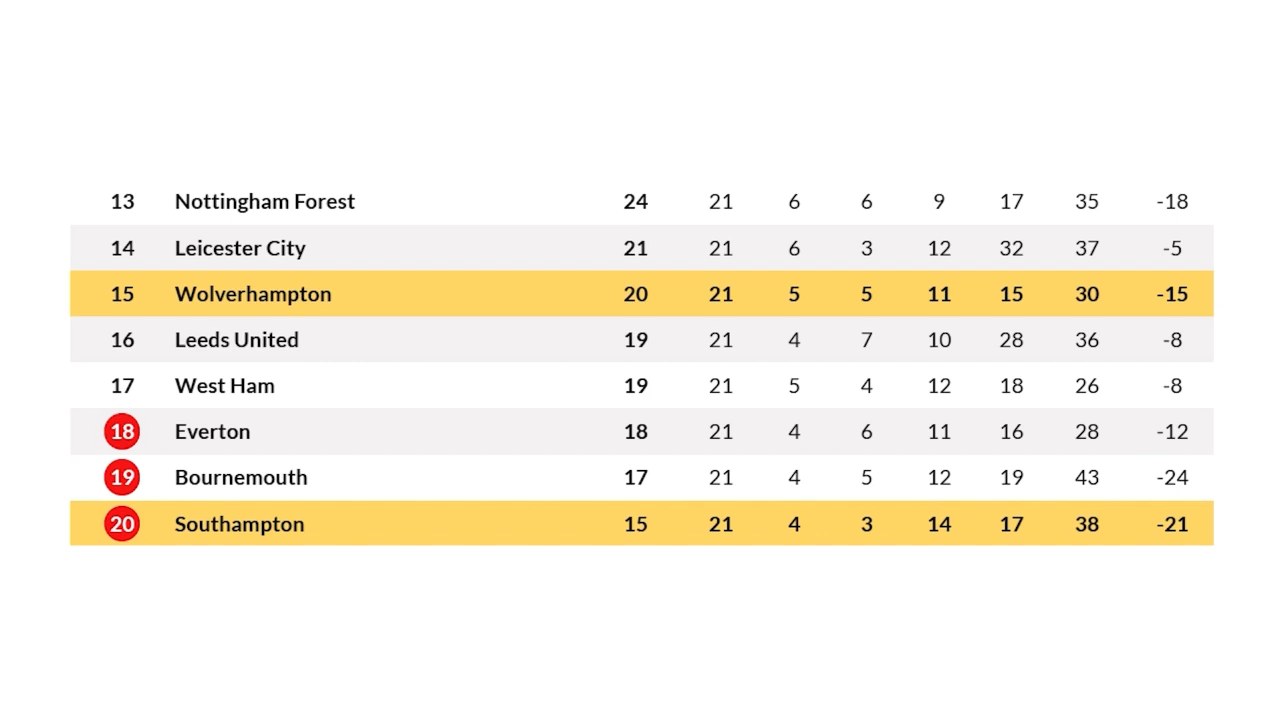 13 Nottingham Forest 24 21 6 6 9 17 35 -18
14 Leicester City 21 21 6 3 12 32 37 -5
15 Wolverhampton 20 21 5 5 11 15 30 -15
16 Leeds United 19 21 4 7 10 28 36 -8
17 West Ham 19 21 5 4 12 18 26 -8
18 Everton 18 21 4 6 11 16 28 -12
19 Bournemouth 17 21 4 5 12 19 43 -24
20 Southampton 15 21 4 3 14 17 38 -21